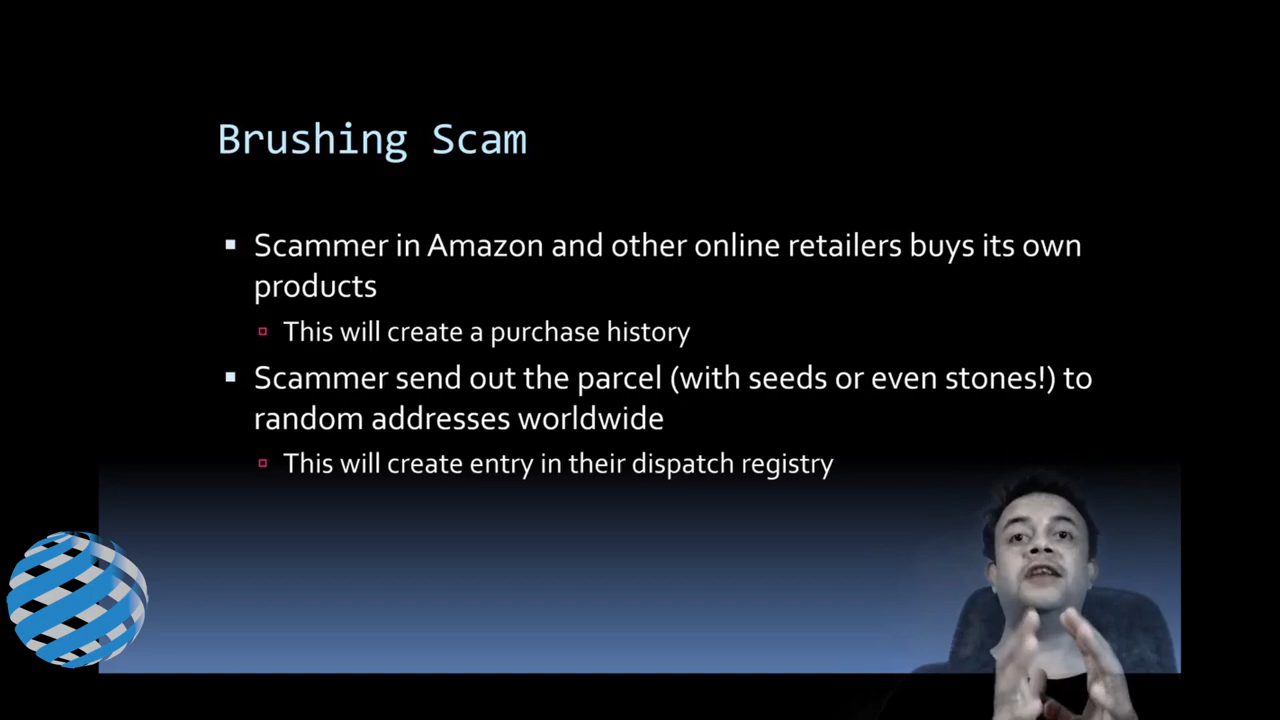 Brushing Scam
Scammer in Amazon and other online retailers buys its own
products
This will create a purchase history
Scammer send out the parcel (with seeds or even stones!) to
random addresses worldwide
This will create entry in their dispatch registry